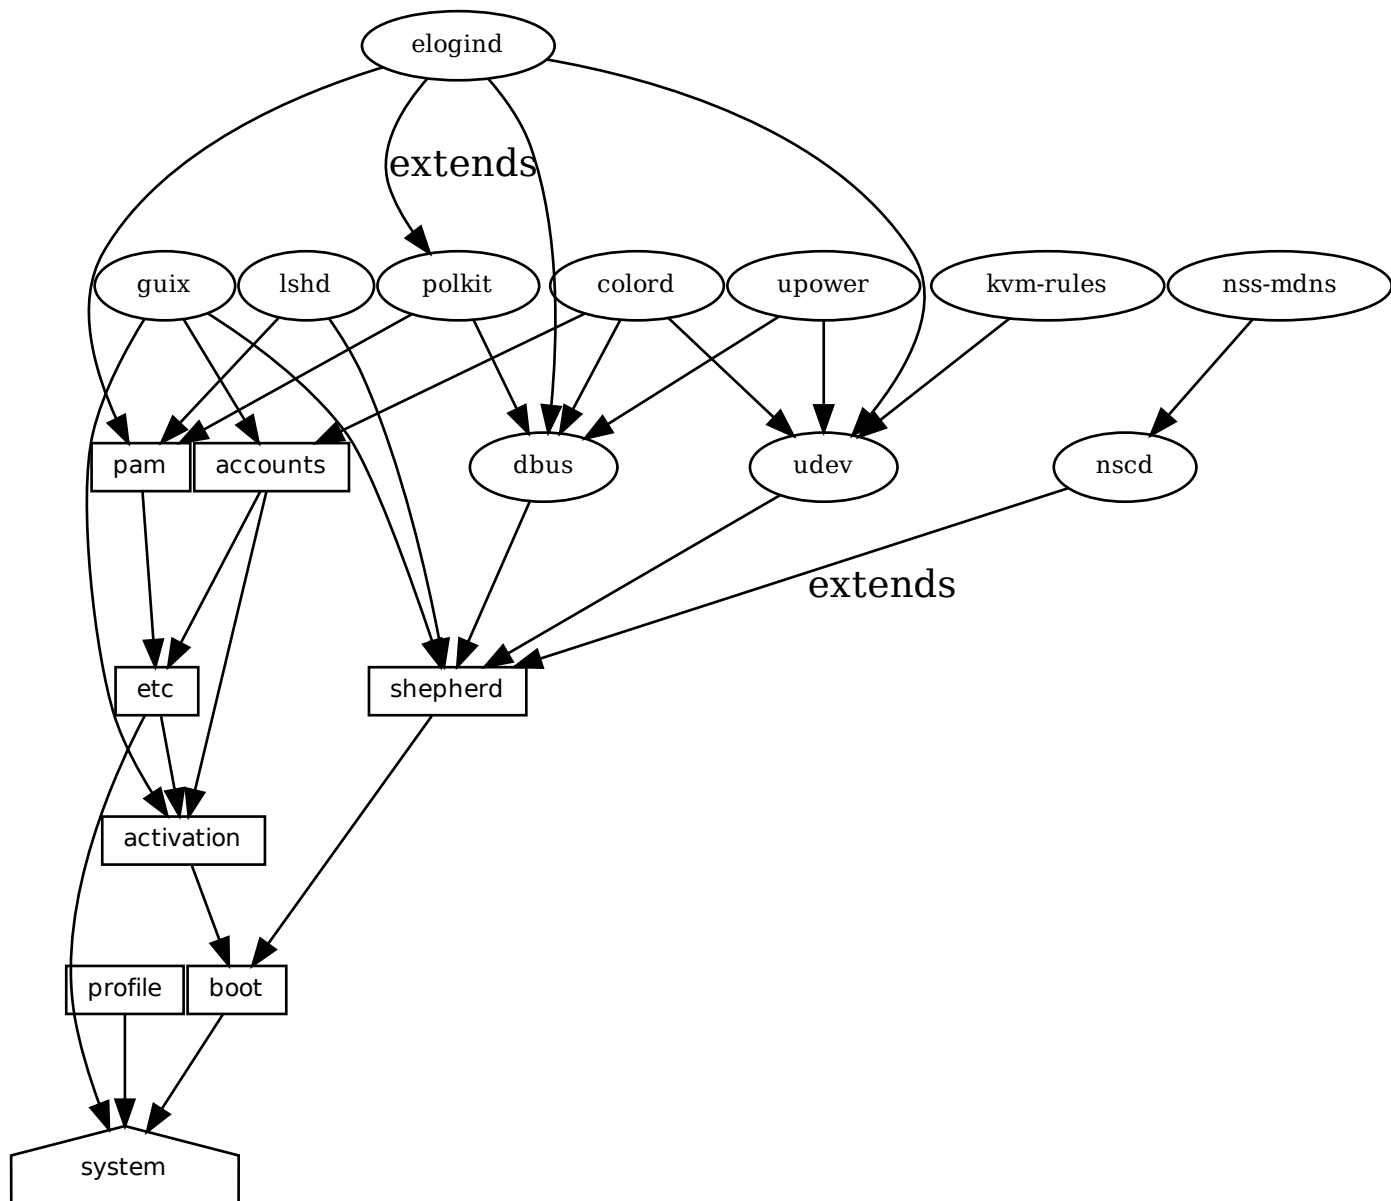 elogind
extends
guix
lshd
polkit
colord
upower
kvm-rules
nss-mdns
pam
accounts
dbus
udev
nscd
extends
etc
shepherd
activation
profile
boot
system